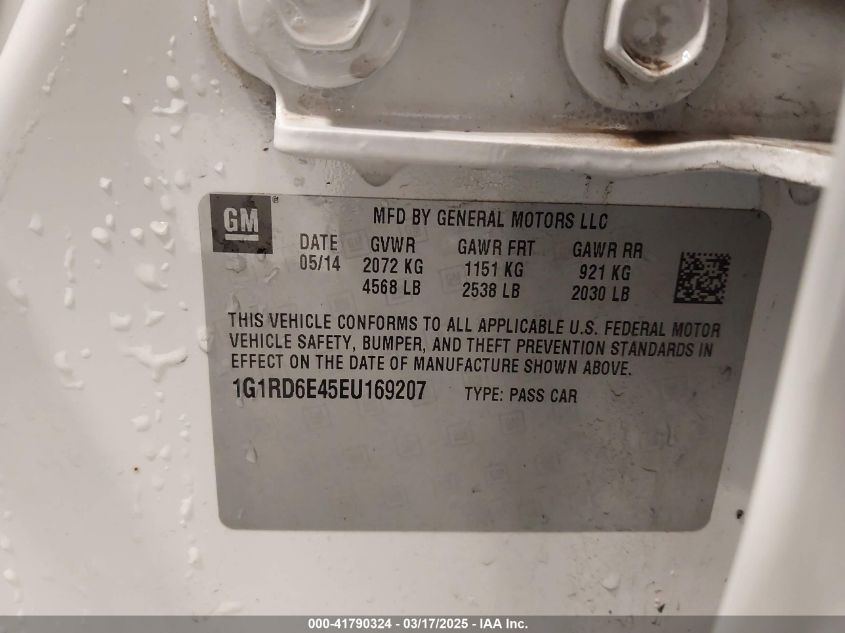 GM
®
MFD BY GENERAL MOTORS LLC
DATE GVWR GAWR FRT GAWR RR
05/14 2072 KG 1151 KG 921 KG
4568 LB 2538 LB 2030 LB
THIS VEHICLE CONFORMS TO ALL APPLICABLE U.S. FEDERAL MOTOR
VEHICLE SAFETY, BUMPER, AND THEFT PREVENTION STANDARDS IN
EFFECT ON THE DATE OF MANUFACTURE SHOWN ABOVE.
1G1RD6E45EU169207 TYPE: PASS CAR
000-41790324 - 03/17/2025 - IAA Inc.